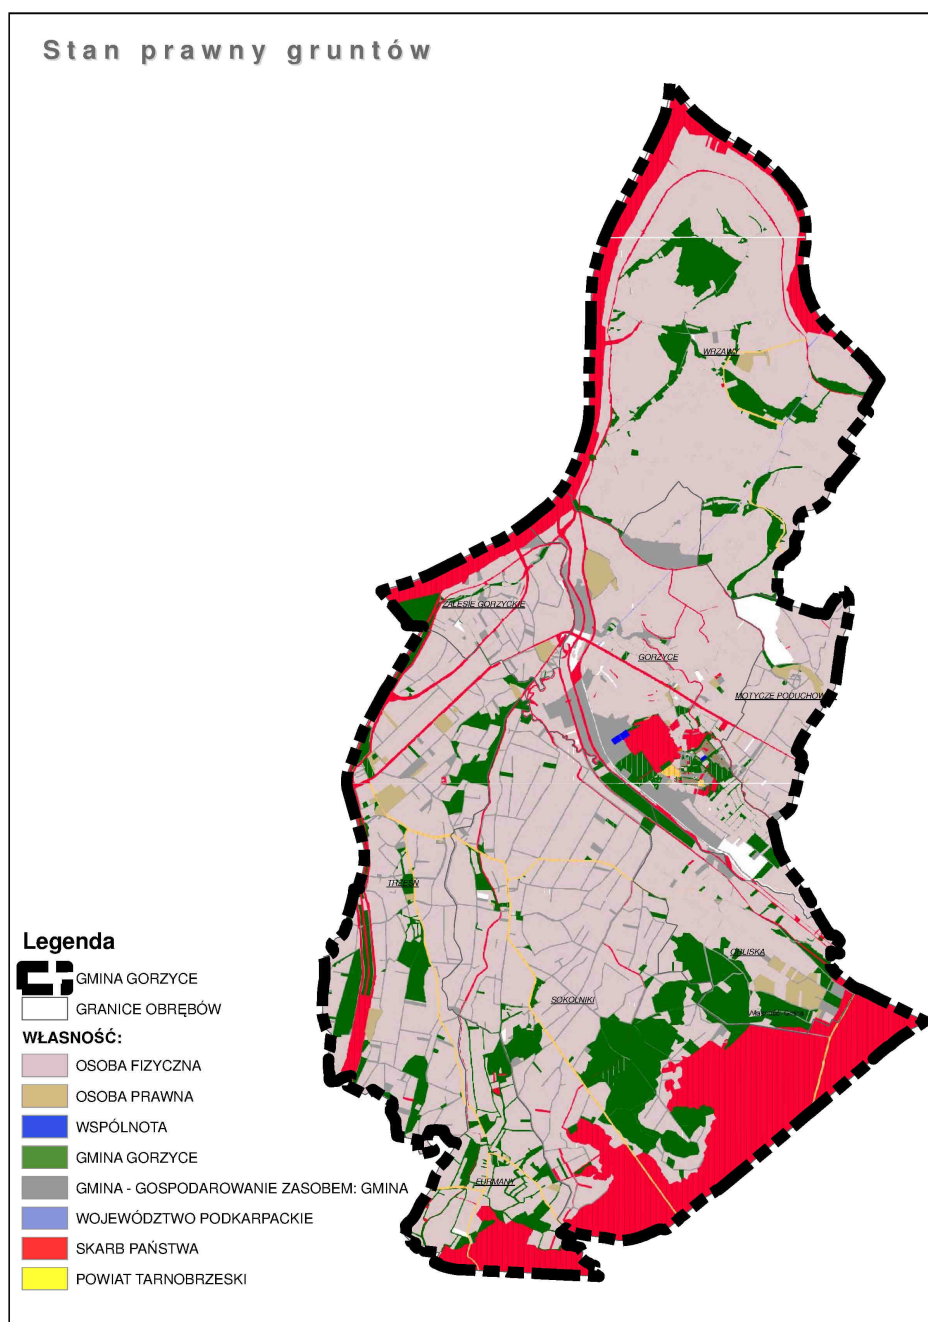 Stan prawny gruntów
WRZAWY
ZALESIE GORZYCKIE
GORZYCE
MOTYCZE PODUCHOWNE
TRZEŚŃ
ORLISKA
SOKOLNIKI
FURMANY
Legenda
GMINA GORZYCE
GRANICE OBRĘBÓW
WŁASNOŚĆ:
OSOBA FIZYCZNA
OSOBA PRAWNA
WSPÓLNOTA
GMINA GORZYCE
GMINA - GOSPODAROWANIE ZASOBEM: GMINA
WOJEWÓDZTWO PODKARPACKIE
SKARB PAŃSTWA
POWIAT TARNOBRZESKI